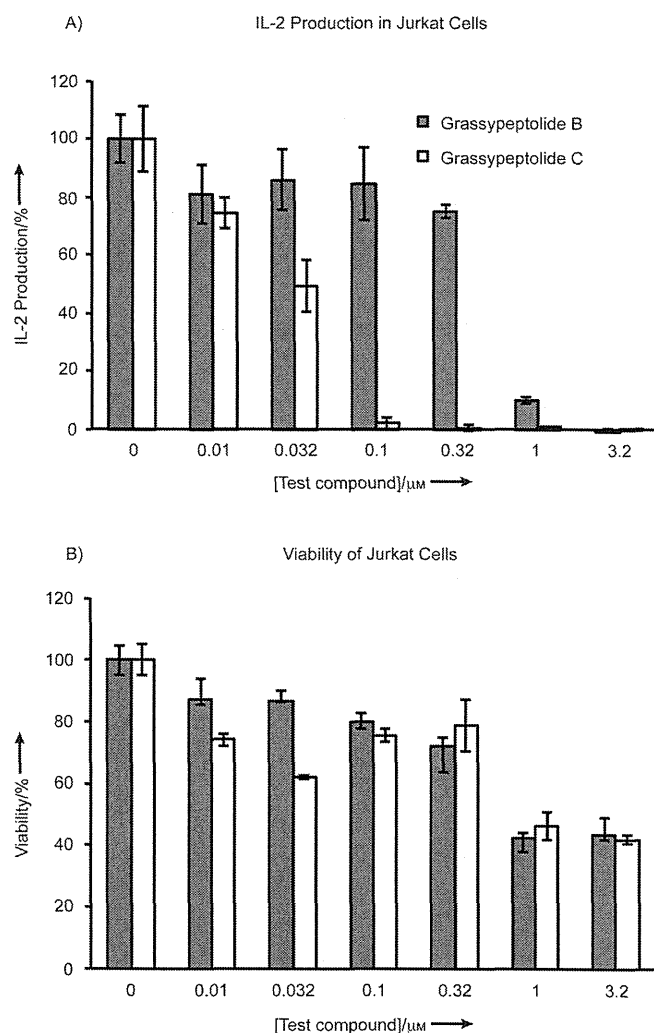 A) IL-2 Production in Jurkat Cells
120
100
80
60
40
20
0
IL-2 Production/%
Grassypeptolide B
Grassypeptolide C
0 0.01 0.032 0.1 0.32 1 3.2
[Test compound]/μM
B) Viability of Jurkat Cells
120
100
80
60
40
20
0
Viability/%
0 0.01 0.032 0.1 0.32 1 3.2
[Test compound]/μM